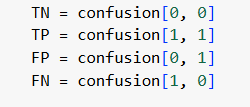 TN = confusion[0, 0]
TP = confusion[1, 1]
FP = confusion[0, 1]
FN = confusion[1, 0]